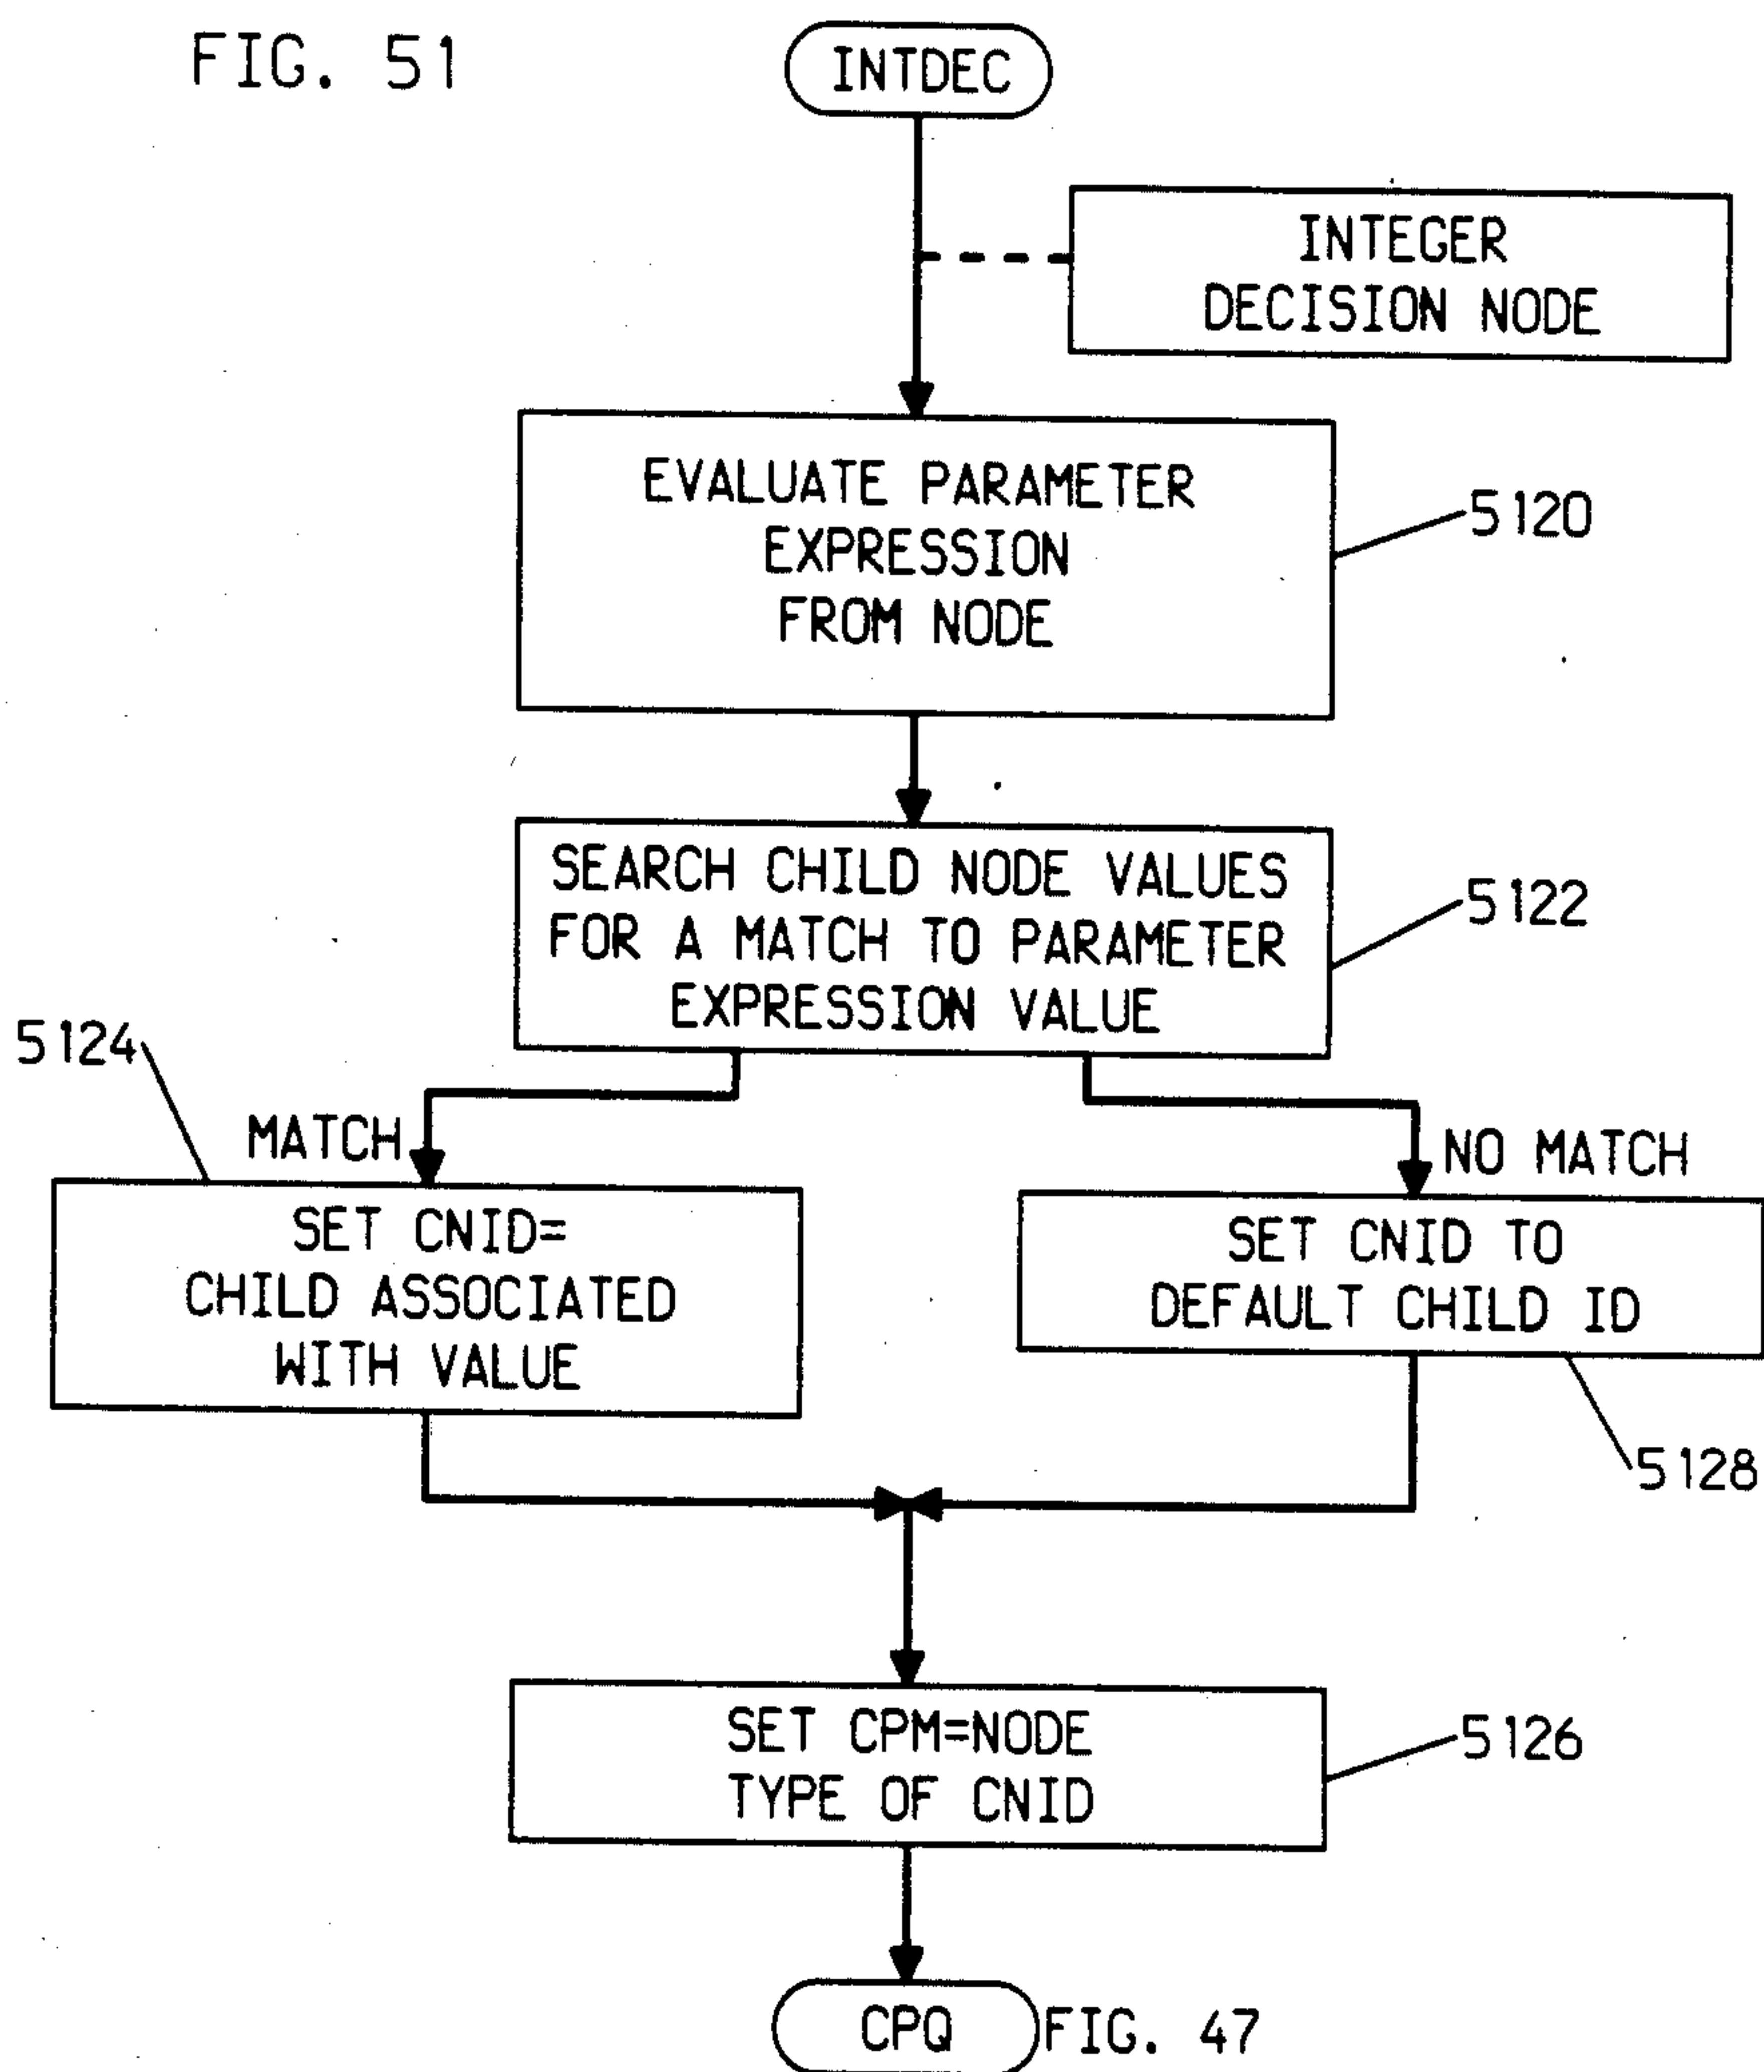 FIG. 51
INTDEC
INTEGER
DECISION NODE
EVALUATE PARAMETER
EXPRESSION
FROM NODE
5120
SEARCH CHILD NODE VALUES
FOR A MATCH TO PARAMETER
EXPRESSION VALUE
5122
5124
MATCH
NO MATCH
SET CNID=
CHILD ASSOCIATED
WITH VALUE
SET CNID TO
DEFAULT CHILD ID
5128
SET CPM=NODE
TYPE OF CNID
5126
CPQ
FIG. 47